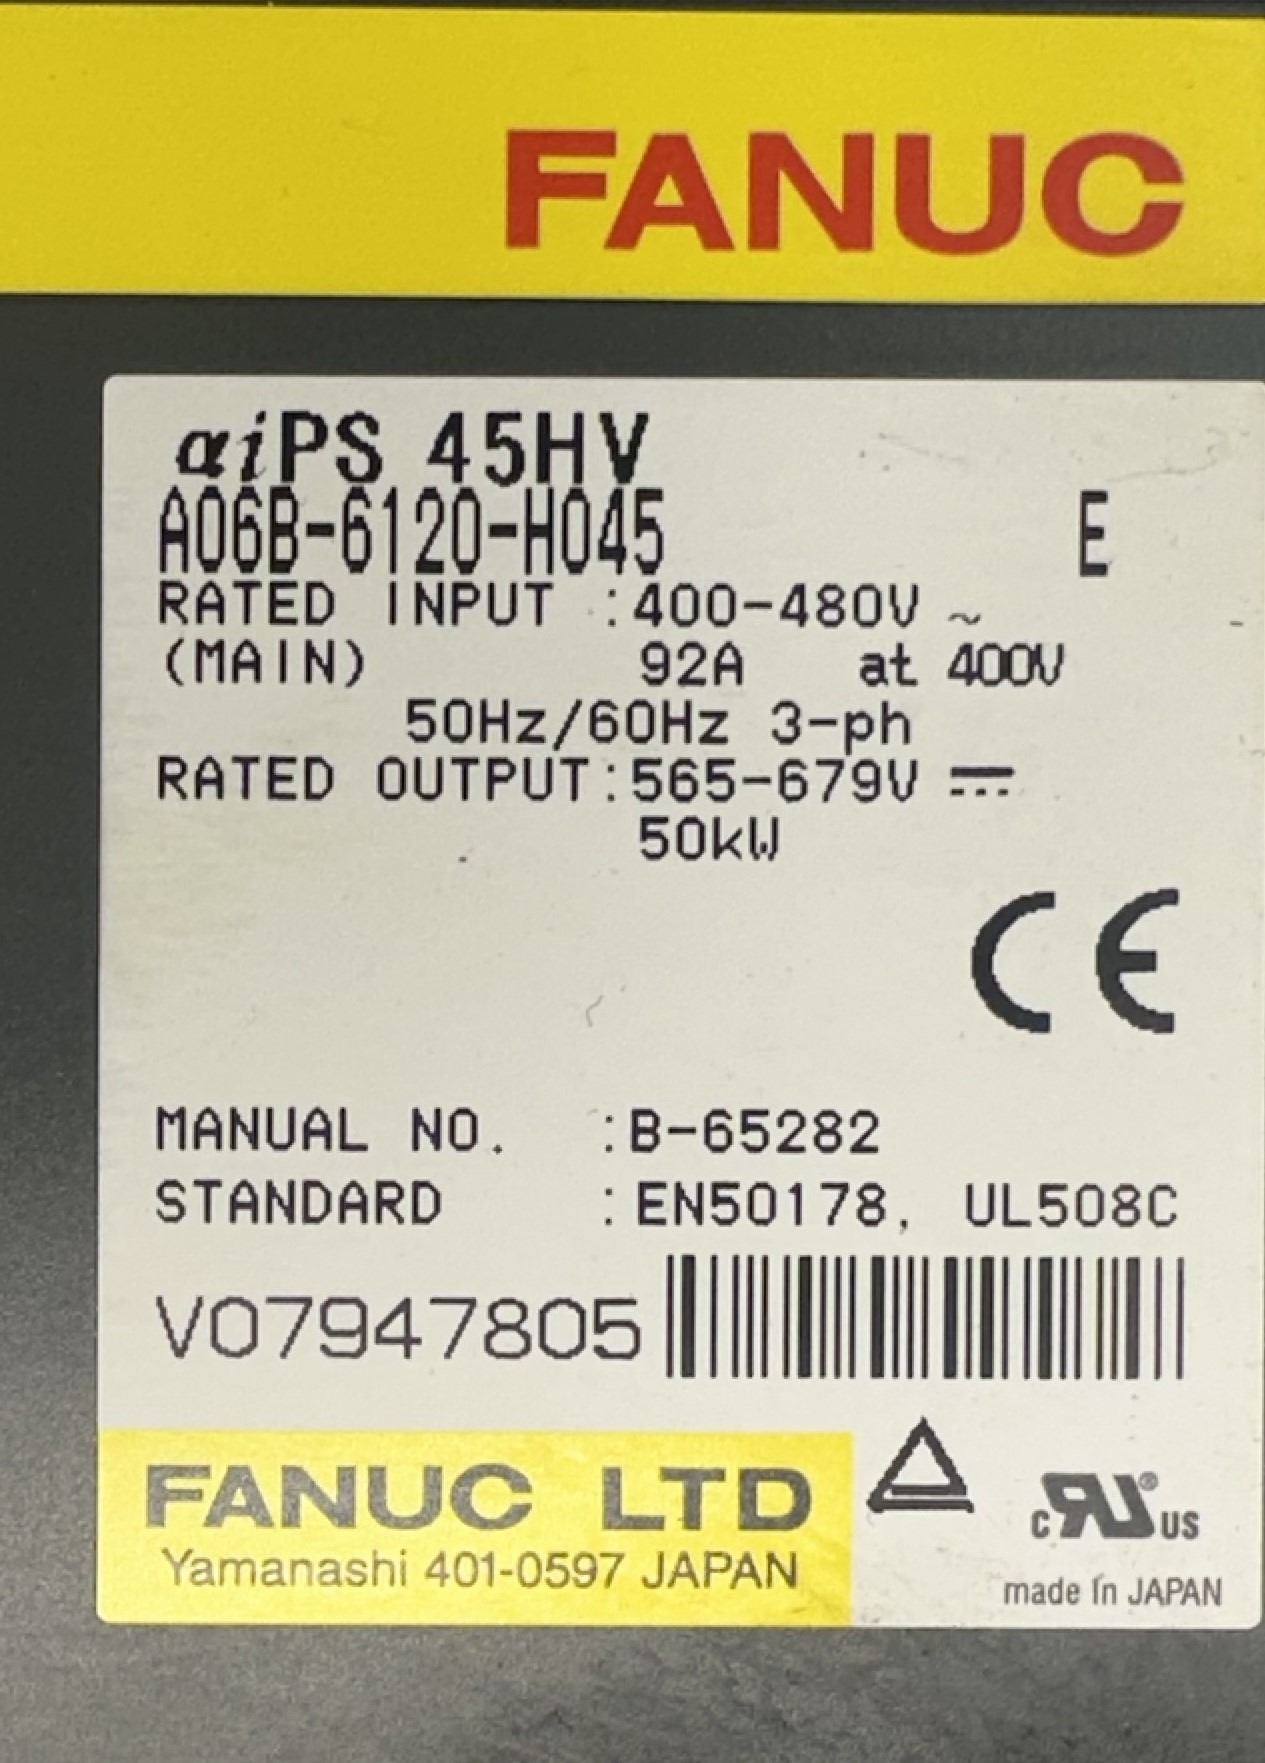 FANUC
αiPS 45HV
A06B-6120-H045 E
RATED INPUT :400-480V ~
(MAIN) 92A at 400V
50Hz/60Hz 3-ph
RATED OUTPUT:565-679V ⎓
50kW
CE
MANUAL NO. :B-65282
STANDARD :EN50178, UL508C
V07947805
FANUC LTD
Yamanashi 401-0597 JAPAN
c RU® US
made in JAPAN